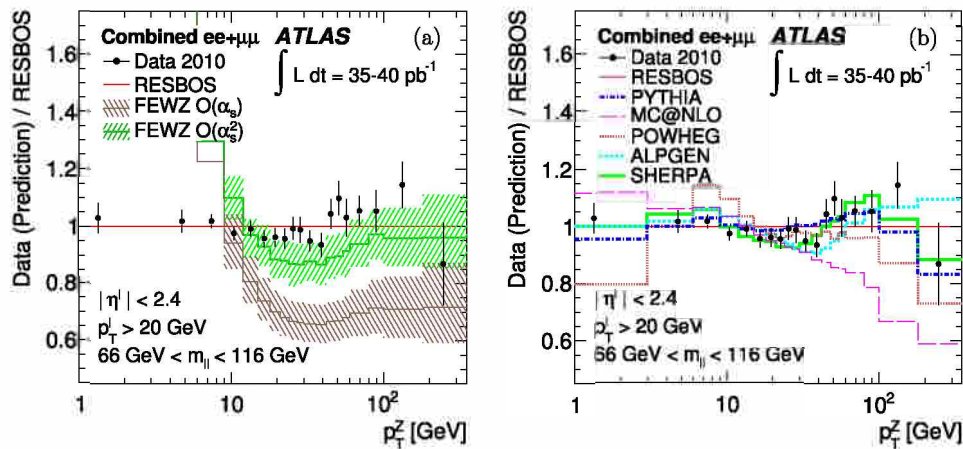 Data (Prediction) / RESBOS
1.6
1.4
1.2
1
0.8
0.6
Combined ee+μμ ATLAS (a)
Data 2010
RESBOS
FEWZ O(αₛ)
FEWZ O(αₛ²)
∫ L dt = 35-40 pb⁻¹
|ηˡ| < 2.4
p_Tˡ > 20 GeV
66 GeV < m_ll < 116 GeV
1 10 10²
p_T^Z [GeV]
Data (Prediction) / RESBOS
1.6
1.4
1.2
1
0.8
0.6
Combined ee+μμ ATLAS (b)
Data 2010
RESBOS
PYTHIA
MC@NLO
POWHEG
ALPGEN
SHERPA
∫ L dt = 35-40 pb⁻¹
|ηˡ| < 2.4
p_Tˡ > 20 GeV
66 GeV < m_ll < 116 GeV
1 10 10²
p_T^Z [GeV]